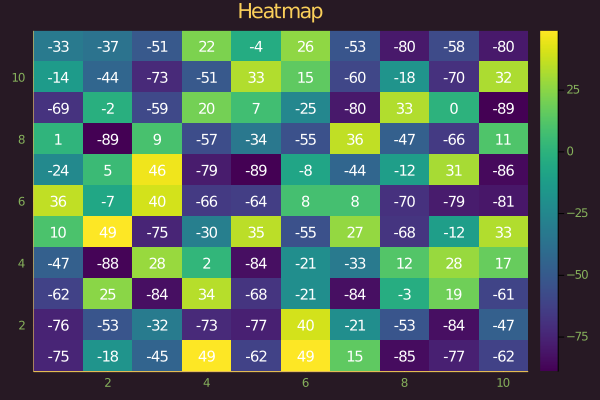 Heatmap
-33 -37 -51 22 -4 26 -53 -80 -58 -80
10 -14 -44 -73 -51 33 15 -60 -18 -70 32
-69 -2 -59 20 7 -25 -80 33 0 -89
8 1 -89 9 -57 -34 -55 36 -47 -66 11
-24 5 46 -79 -89 -8 -44 -12 31 -86
6 36 -7 40 -66 -64 8 8 -70 -79 -81
10 49 -75 -30 35 -55 27 -68 -12 33
4 -47 -88 28 2 -84 -21 -33 12 28 17
-62 25 -84 34 -68 -21 -84 -3 19 -61
2 -76 -53 -32 -73 -77 40 -21 -53 -84 -47
-75 -18 -45 49 -62 49 15 -85 -77 -62
2 4 6 8 10
25
0
−25
−50
−75